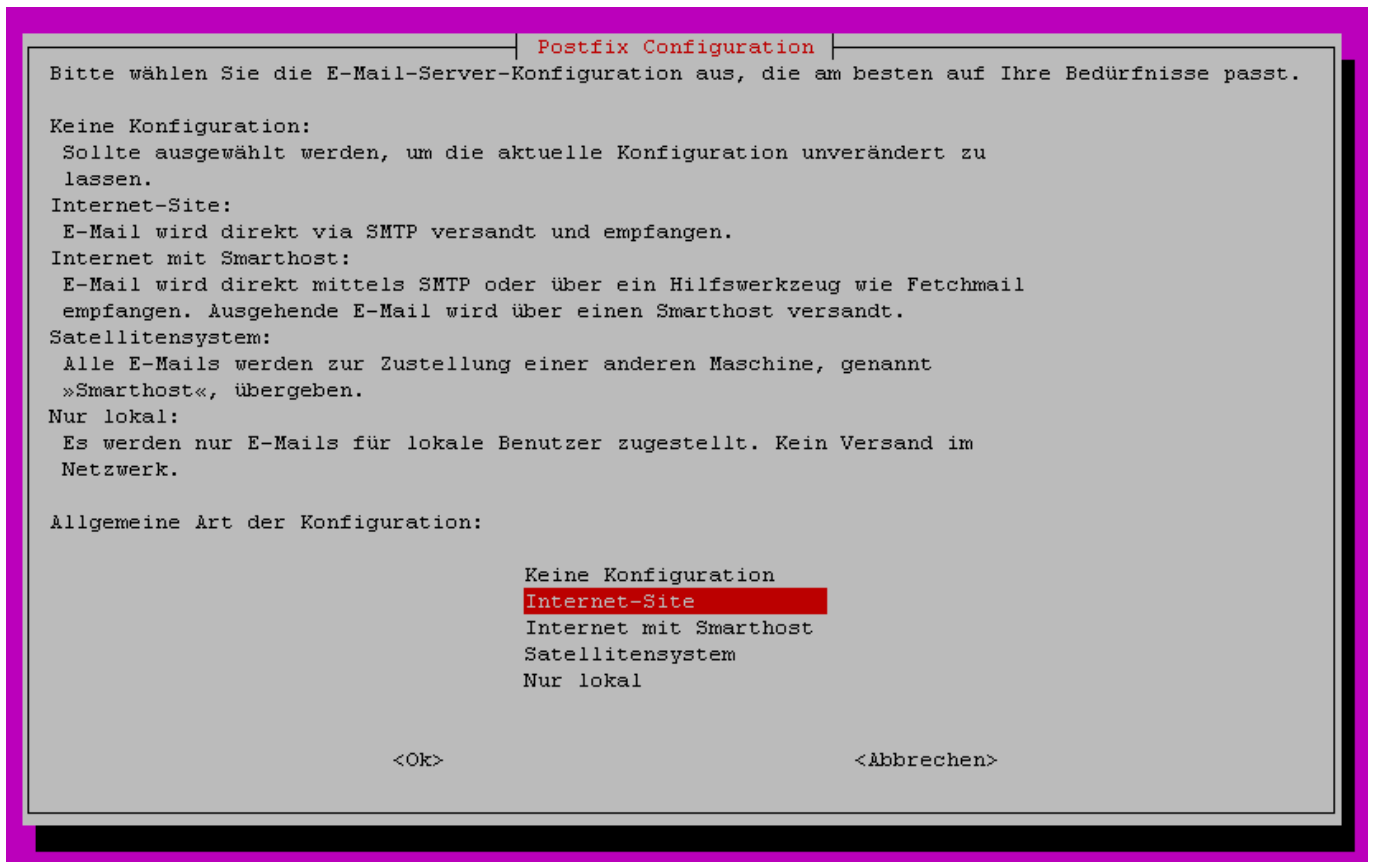 Postfix Configuration
Bitte wählen Sie die E-Mail-Server-Konfiguration aus, die am besten auf Ihre Bedürfnisse passt.
Keine Konfiguration:
Sollte ausgewählt werden, um die aktuelle Konfiguration unverändert zu
lassen.
Internet-Site:
E-Mail wird direkt via SMTP versandt und empfangen.
Internet mit Smarthost:
E-Mail wird direkt mittels SMTP oder über ein Hilfswerkzeug wie Fetchmail
empfangen. Ausgehende E-Mail wird über einen Smarthost versandt.
Satellitensystem:
Alle E-Mails werden zur Zustellung einer anderen Maschine, genannt
»Smarthost«, übergeben.
Nur lokal:
Es werden nur E-Mails für lokale Benutzer zugestellt. Kein Versand im
Netzwerk.
Allgemeine Art der Konfiguration:
Keine Konfiguration
Internet-Site
Internet mit Smarthost
Satellitensystem
Nur lokal
<Ok> <Abbrechen>